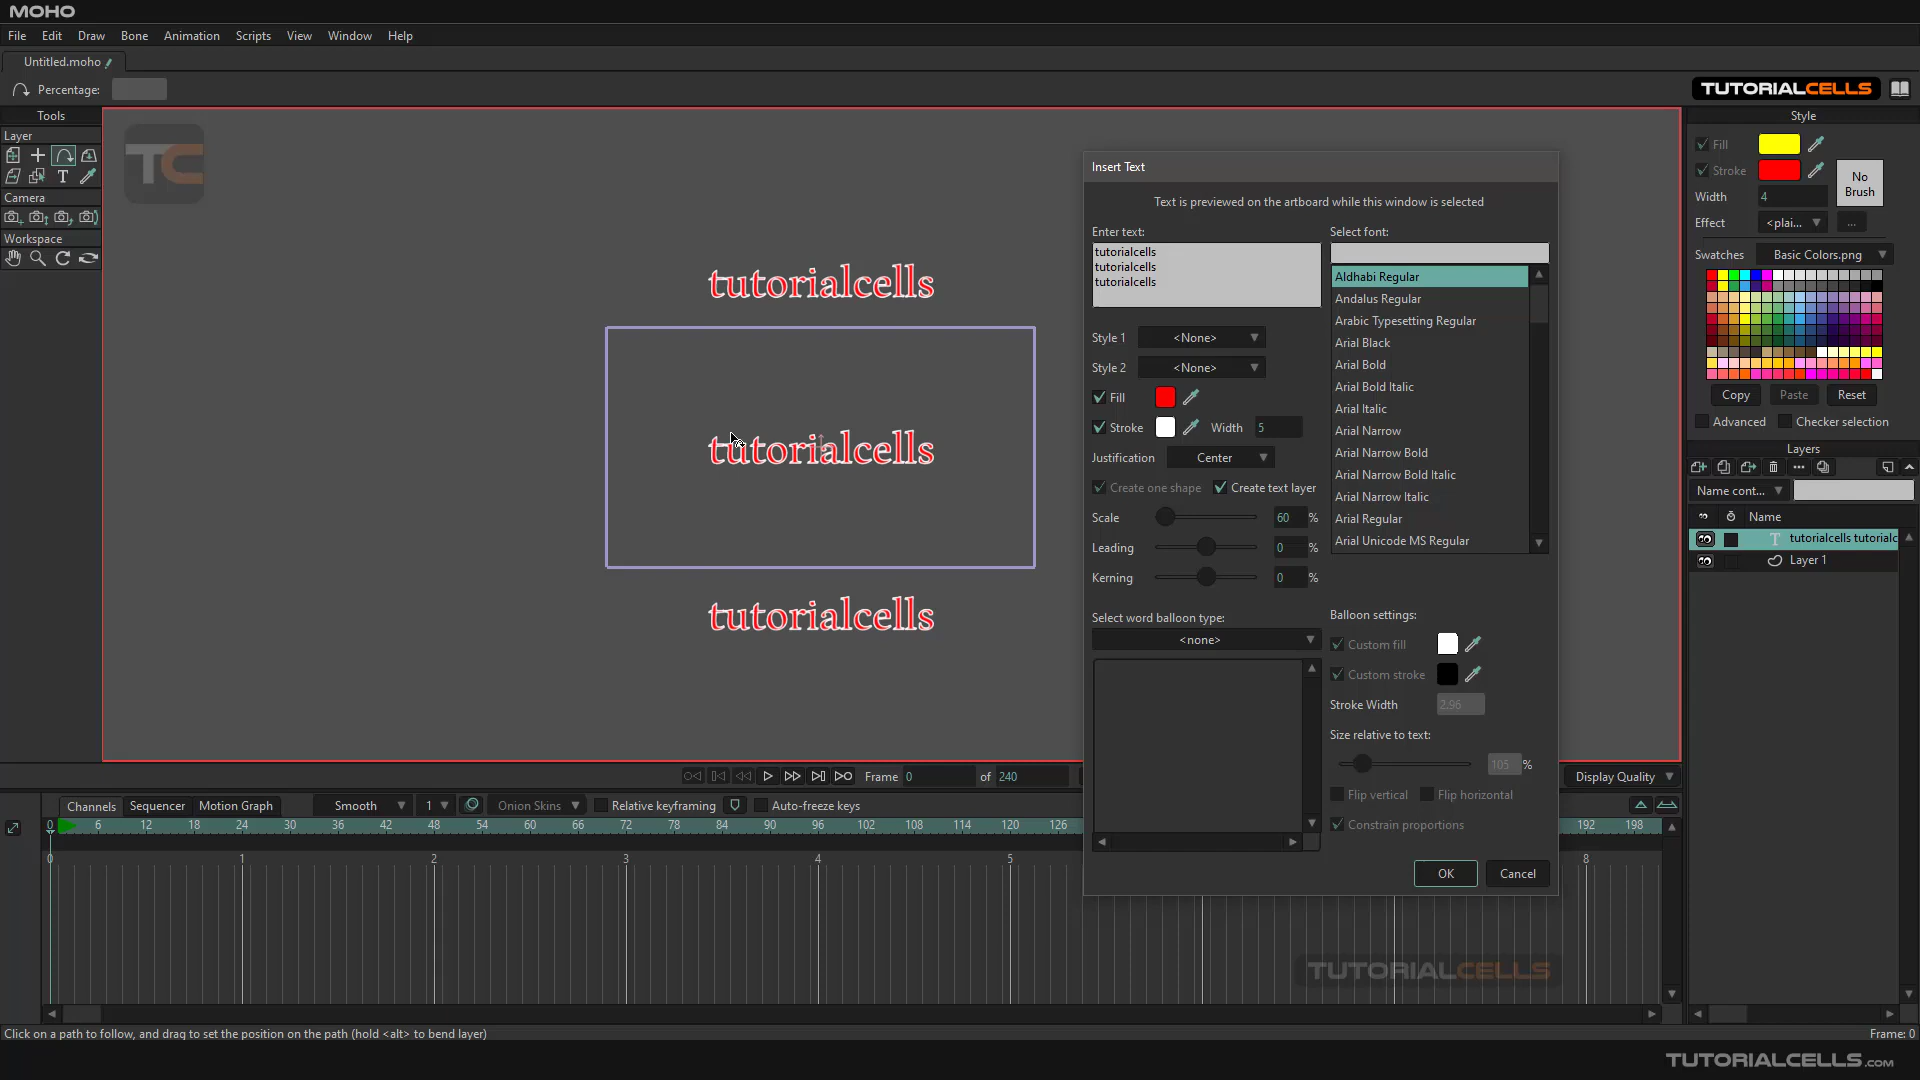 MOHO
File Edit Draw Bone Animation Scripts View Window Help
Untitled.moho
Percentage:
TUTORIALCELLS
Tools
Layer
Camera
Workspace
TC
tutorialcells
tutorialcells
tutorialcells
Insert Text
Text is previewed on the artboard while this window is selected
Enter text:
tutorialcells
tutorialcells
tutorialcells
Style 1 <None>
Style 2 <None>
Fill
Stroke Width 5
Justification Center
Create one shape Create text layer
Scale 60 %
Leading 0 %
Kerning 0 %
Select font:
Aldhabi Regular
Andalus Regular
Arabic Typesetting Regular
Arial Black
Arial Bold
Arial Bold Italic
Arial Italic
Arial Narrow
Arial Narrow Bold
Arial Narrow Bold Italic
Arial Narrow Italic
Arial Regular
Arial Unicode MS Regular
Select word balloon type:
<none>
Balloon settings:
Custom fill
Custom stroke
Stroke Width 2.96
Size relative to text:
105 %
Flip vertical Flip horizontal
Constrain proportions
OK Cancel
Style
Fill
Stroke
No Brush
Width 4
Effect <plai... ...
Swatches Basic Colors.png
Copy Paste Reset
Advanced Checker selection
Layers
Name cont...
Name
tutorialcells tutorialc
Layer 1
Frame 0 of 240
Display Quality
Channels Sequencer Motion Graph Smooth 1 Onion Skins Relative keyframing Auto-freeze keys
0 6 12 18 24 30 36 42 48 54 60 66 72 78 84 90 96 102 108 114 120 126 192 198
0 1 2 3 4 5 8
TUTORIALCELLS
Click on a path to follow, and drag to set the position on the path (hold <alt> to bend layer)
Frame: 0
TUTORIALCELLS.COM